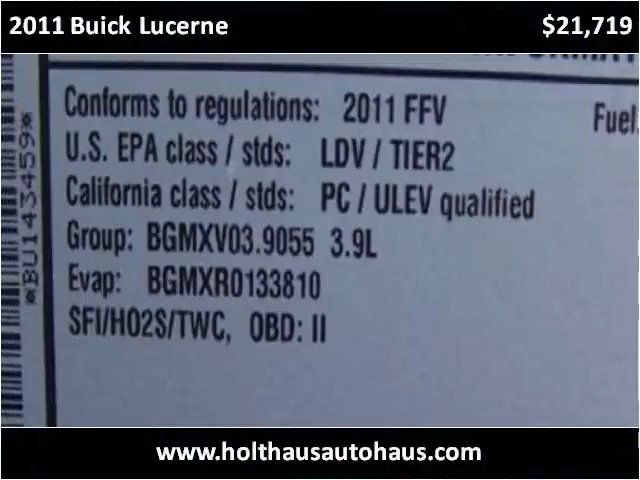 2011 Buick Lucerne $21,719
Conforms to regulations: 2011 FFV Fuel:
U.S. EPA class / stds: LDV / TIER2
California class / stds: PC / ULEV qualified
Group: BGMXV03.9055 3.9L
Evap: BGMXR0133810
SFI/HO2S/TWC, OBD: II
*BU143459*
www.holthausautohaus.com